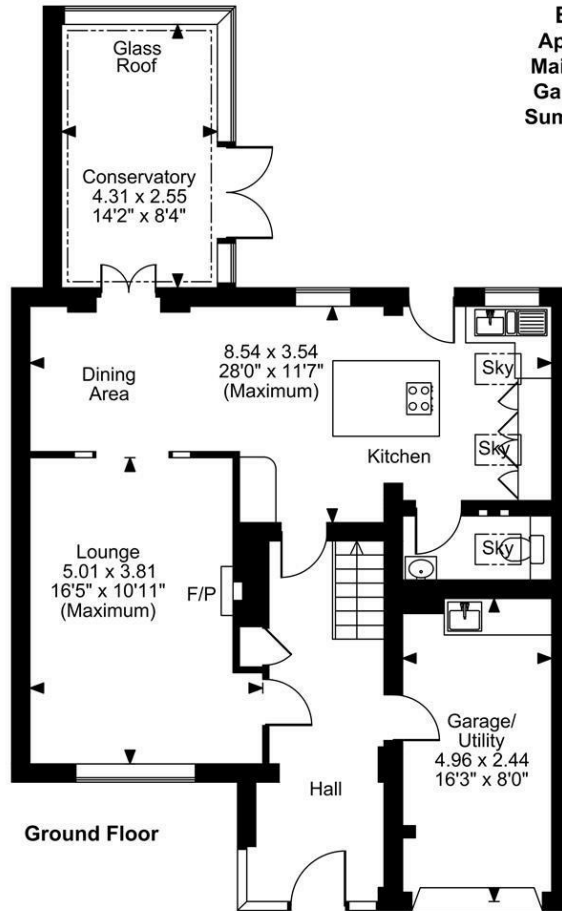 Glass
Roof
Conservatory
4.31 x 2.55
14'2" x 8'4"
Dining
Area
8.54 x 3.54
28'0" x 11'7"
(Maximum)
Sky
Sky
Kitchen
Lounge
5.01 x 3.81
16'5" x 10'11"
(Maximum)
F/P
Sky
Garage/
Utility
4.96 x 2.44
16'3" x 8'0"
Hall
Ground Floor